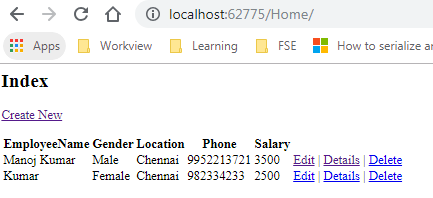 localhost:62775/Home/
Apps Workview Learning FSE How to serialize ar
Index
Create New
EmployeeName Gender Location Phone Salary
Manoj Kumar Male Chennai 9952213721 3500 Edit | Details | Delete
Kumar Female Chennai 982334233 2500 Edit | Details | Delete